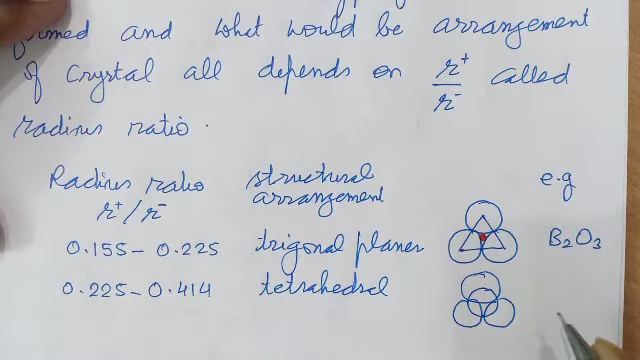 and what would be arrangement
of Crystal all depends on r⁺/r⁻ called
radius ratio.
Radius ratio r⁺/r⁻ structural arrangement e.g
0.155 - 0.225 trigonal planer B₂O₃
0.225 - 0.414 tetrahedral